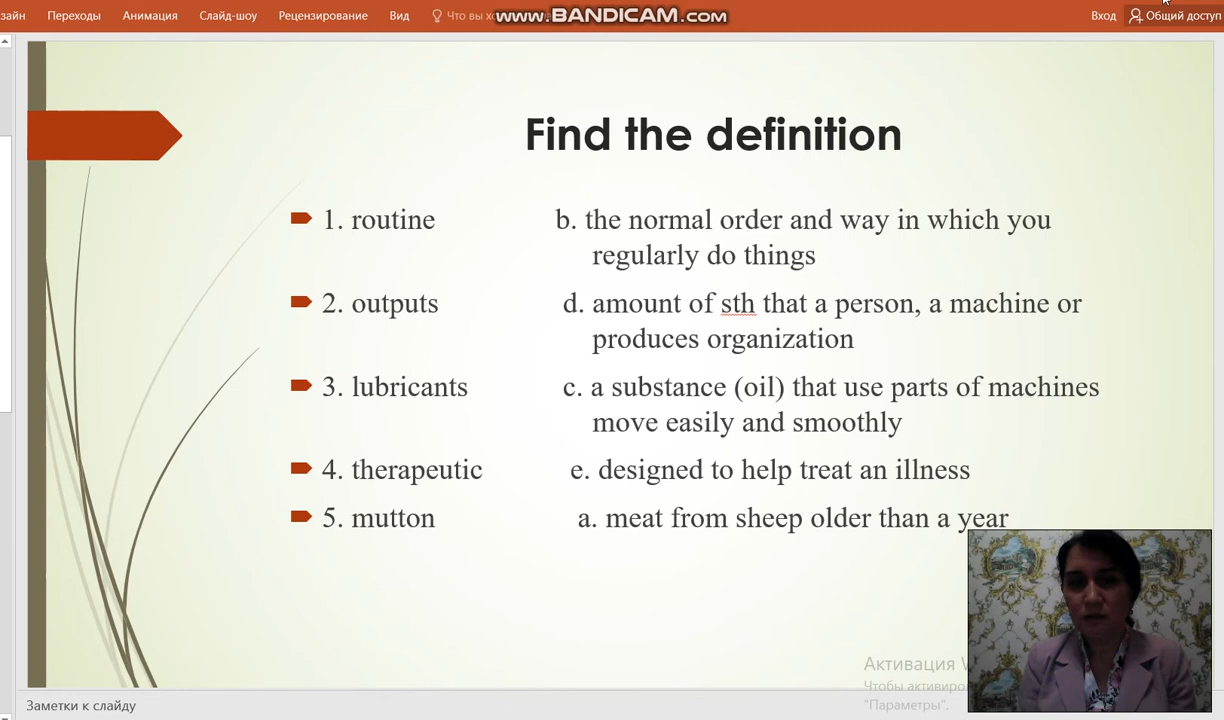 зайн Переходы Анимация Слайд-шоу Рецензирование Вид Что вы хо www.BANDICAM.com Вход Общий доступ
Find the definition
1. routine b. the normal order and way in which you
regularly do things
2. outputs d. amount of sth that a person, a machine or
produces organization
3. lubricants c. a substance (oil) that use parts of machines
move easily and smoothly
4. therapeutic e. designed to help treat an illness
5. mutton a. meat from sheep older than a year
Активация
Чтобы активиро
"Параметры".
Заметки к слайду